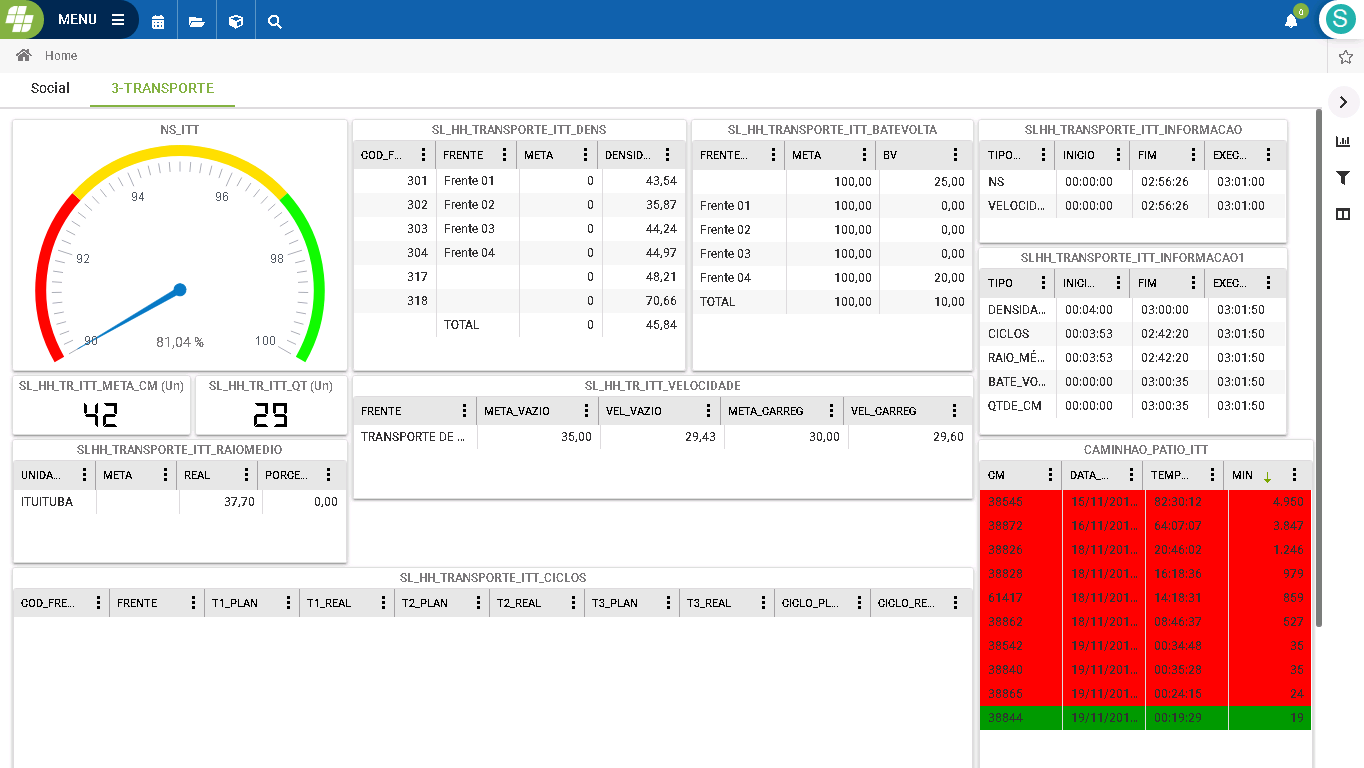 MENU
0
S
Home
Social
3-TRANSPORTE
NS_ITT
90
92
94
96
98
100
81,04 %
SL_HH_TRANSPORTE_ITT_DENS
COD_F... FRENTE META DENSID...
301 Frente 01 0 43,54
302 Frente 02 0 35,87
303 Frente 03 0 44,24
304 Frente 04 0 44,97
317 0 48,21
318 0 70,66
TOTAL 0 45,84
SL_HH_TRANSPORTE_ITT_BATEVOLTA
FRENTE... META BV
100,00 25,00
Frente 01 100,00 0,00
Frente 02 100,00 0,00
Frente 03 100,00 0,00
Frente 04 100,00 20,00
TOTAL 100,00 10,00
SLHH_TRANSPORTE_ITT_INFORMACAO
TIPO... INICIO FIM EXEC...
NS 00:00:00 02:56:26 03:01:00
VELOCID... 00:00:00 02:56:26 03:01:00
SLHH_TRANSPORTE_ITT_INFORMACAO1
TIPO INICI... FIM EXEC...
DENSIDA... 00:04:00 03:00:00 03:01:50
CICLOS 00:03:53 02:42:20 03:01:50
RAIO_MÉ... 00:03:53 02:42:20 03:01:50
BATE_VO... 00:00:00 03:00:35 03:01:50
QTDE_CM 00:00:00 03:00:35 03:01:50
SL_HH_TR_ITT_META_CM (Un)
42
SL_HH_TR_ITT_QT (Un)
29
SL_HH_TR_ITT_VELOCIDADE
FRENTE META_VAZIO VEL_VAZIO META_CARREG VEL_CARREG
TRANSPORTE DE ... 35,00 29,43 30,00 29,60
SLHH_TRANSPORTE_ITT_RAIOMEDIO
UNIDA... META REAL PORCE...
ITUITUBA 37,70 0,00
CAMINHAO_PATIO_ITT
CM DATA_... TEMP... MIN
38545 15/11/201... 82:30:12 4.950
38872 16/11/201... 64:07:07 3.847
38826 18/11/201... 20:46:02 1.246
38828 18/11/201... 16:18:36 979
61417 18/11/201... 14:18:31 859
38862 18/11/201... 08:46:37 527
38542 19/11/201... 00:34:48 35
38840 19/11/201... 00:35:28 35
38865 19/11/201... 00:24:15 24
38844 19/11/201... 00:19:29 19
SL_HH_TRANSPORTE_ITT_CICLOS
COD_FRE... FRENTE T1_PLAN T1_REAL T2_PLAN T2_REAL T3_PLAN T3_REAL CICLO_PL... CICLO_RE...